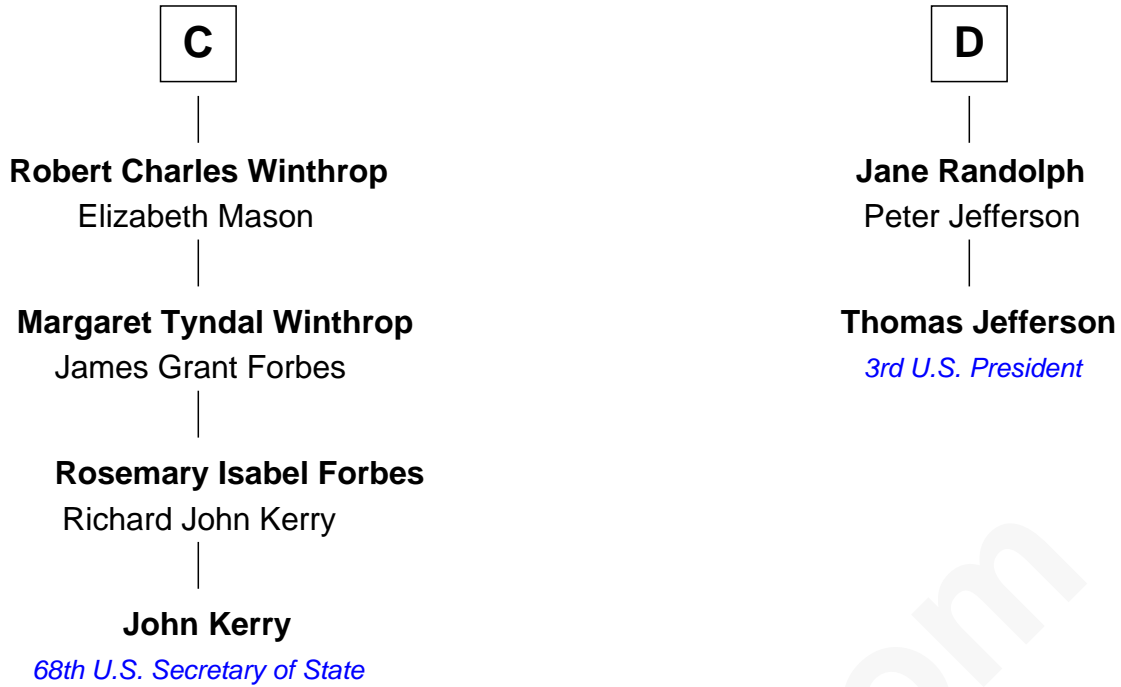 C
Robert Charles Winthrop
Elizabeth Mason
Margaret Tyndal Winthrop
James Grant Forbes
Rosemary Isabel Forbes
Richard John Kerry
John Kerry
68th U.S. Secretary of State
D
Jane Randolph
Peter Jefferson
Thomas Jefferson
3rd U.S. President
om